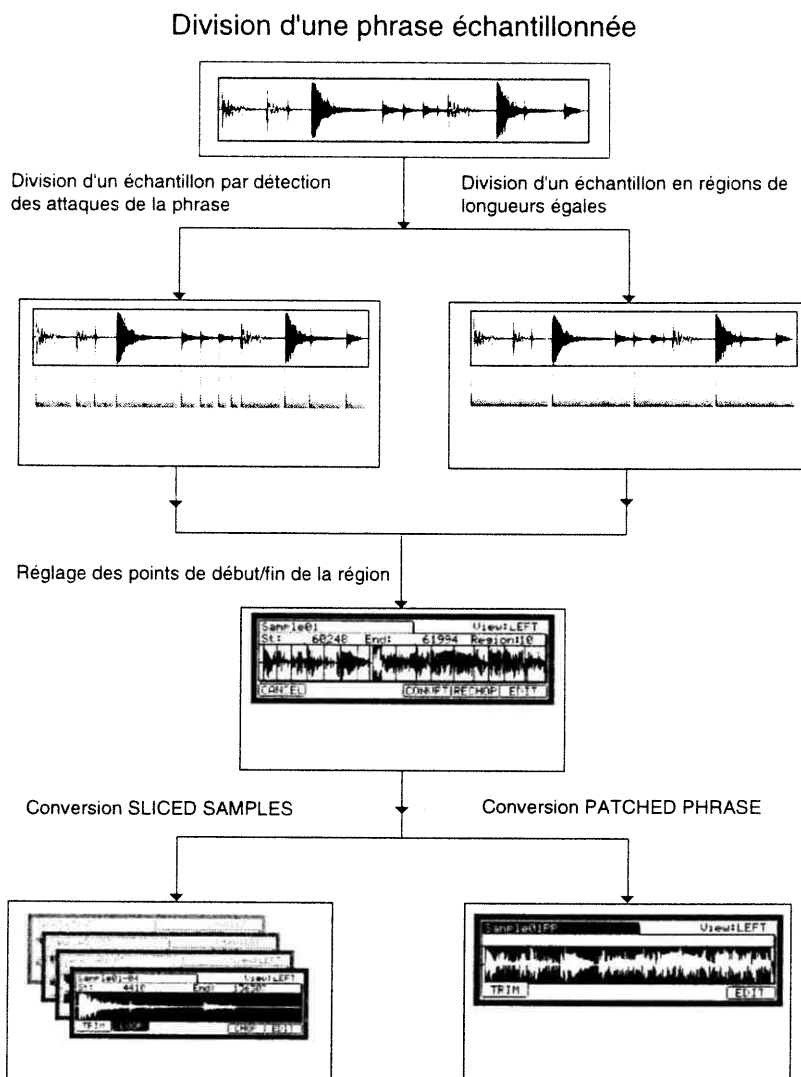 Division d'une phrase échantillonnée
Division d'un échantillon par détection
des attaques de la phrase
Division d'un échantillon en régions de
longueurs égales
Réglage des points de début/fin de la région
Sample01 View:LEFT
St: 60248 End: 61994 Region:10
CANCEL CONVRT RECHOP EDIT
Conversion SLICED SAMPLES
Conversion PATCHED PHRASE
Sample01-04 View:LEFT
St: 4410 End:
TRIM LOOP CHOP EDIT
Sample01PP View:LEFT
TRIM EDIT